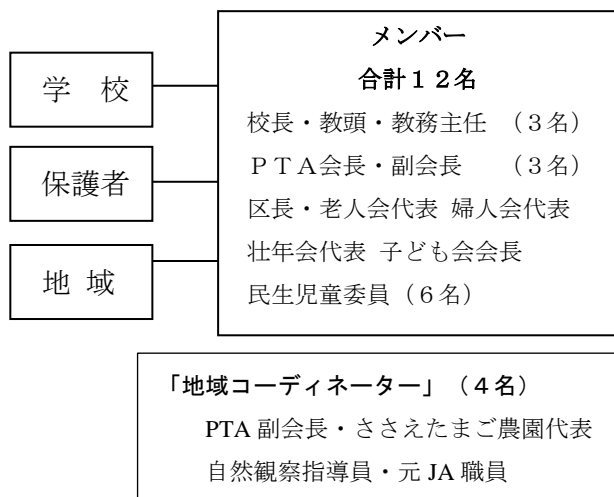 学 校
保護者
地 域
メンバー
合計１２名
校長・教頭・教務主任 （３名）
ＰＴＡ会長・副会長 （３名）
区長・老人会代表 婦人会代表
壮年会代表 子ども会会長
民生児童委員（６名）
「地域コーディネーター」（４名）
PTA 副会長・ささえたまご農園代表
自然観察指導員・元 JA 職員